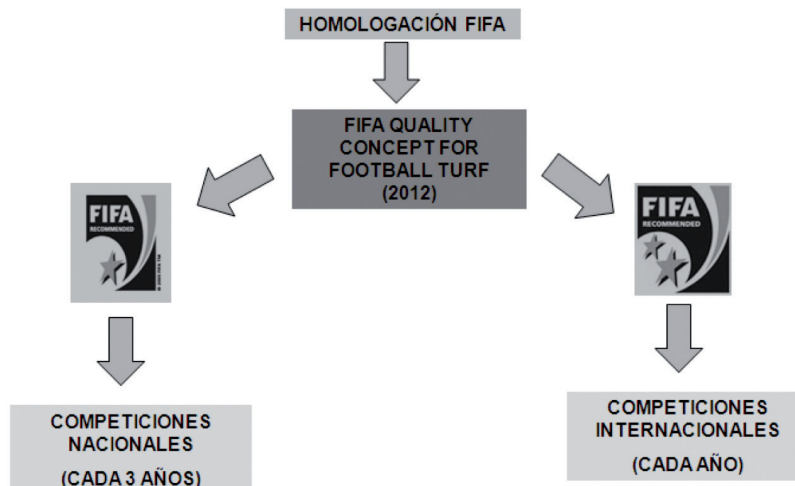 HOMOLOGACIÓN FIFA
FIFA QUALITY
CONCEPT FOR
FOOTBALL TURF
(2012)
FIFA
RECOMMENDED
FIFA
RECOMMENDED
COMPETICIONES
NACIONALES
(CADA 3 AÑOS)
COMPETICIONES
INTERNACIONALES
(CADA AÑO)